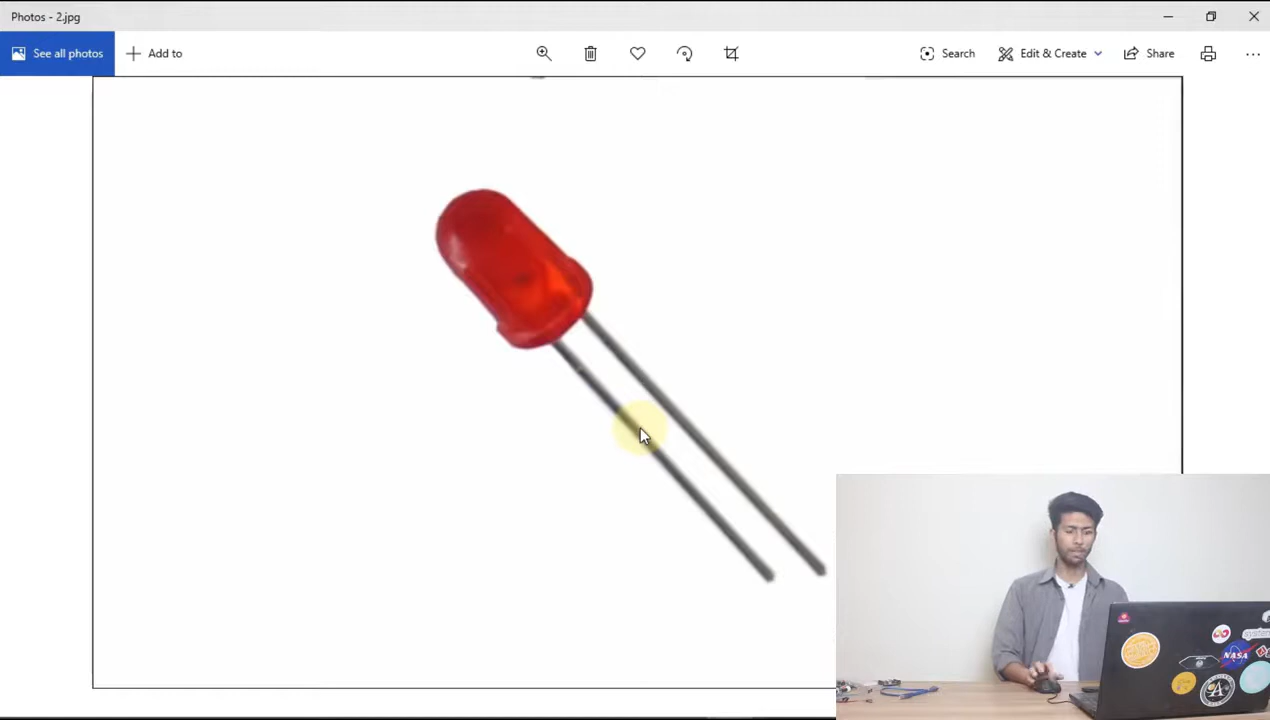 Photos - 2.jpg
See all photos
Add to
Search
Edit & Create
Share
NASA